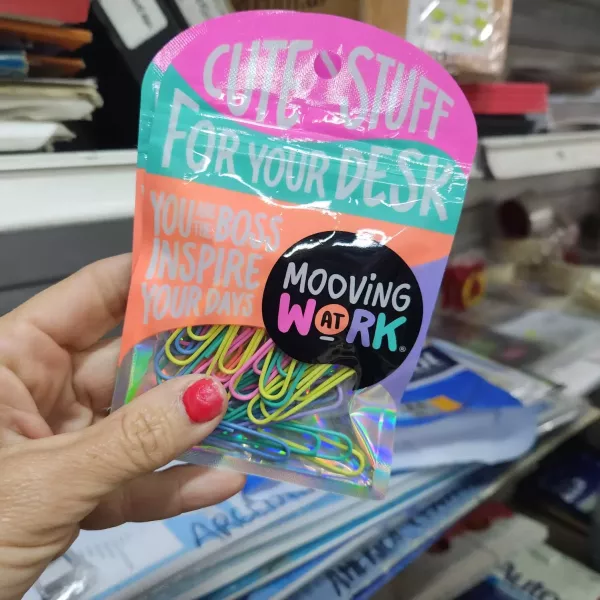 CUTE STUFF
FOR YOUR DESK
YOU ARE THE BOSS
INSPIRE
YOUR DAYS
MOOVING
WORK
AT
®